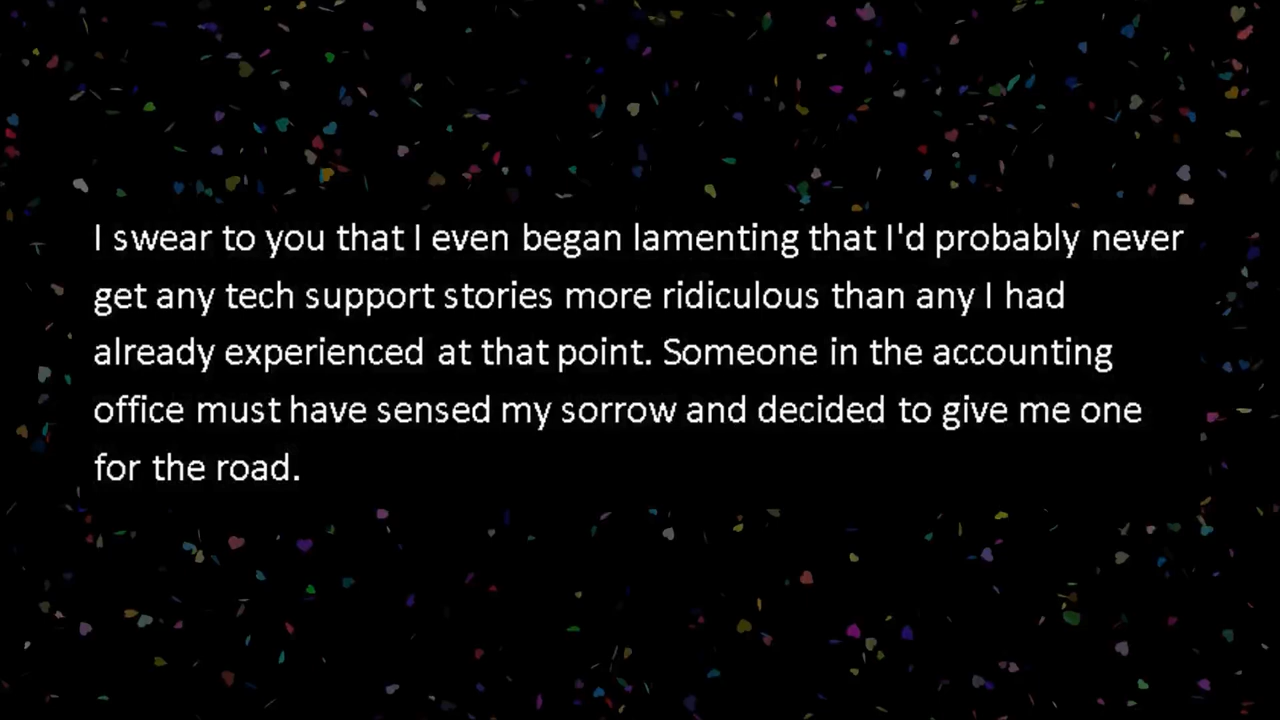 I swear to you that I even began lamenting that I'd probably never
get any tech support stories more ridiculous than any I had
already experienced at that point. Someone in the accounting
office must have sensed my sorrow and decided to give me one
for the road.